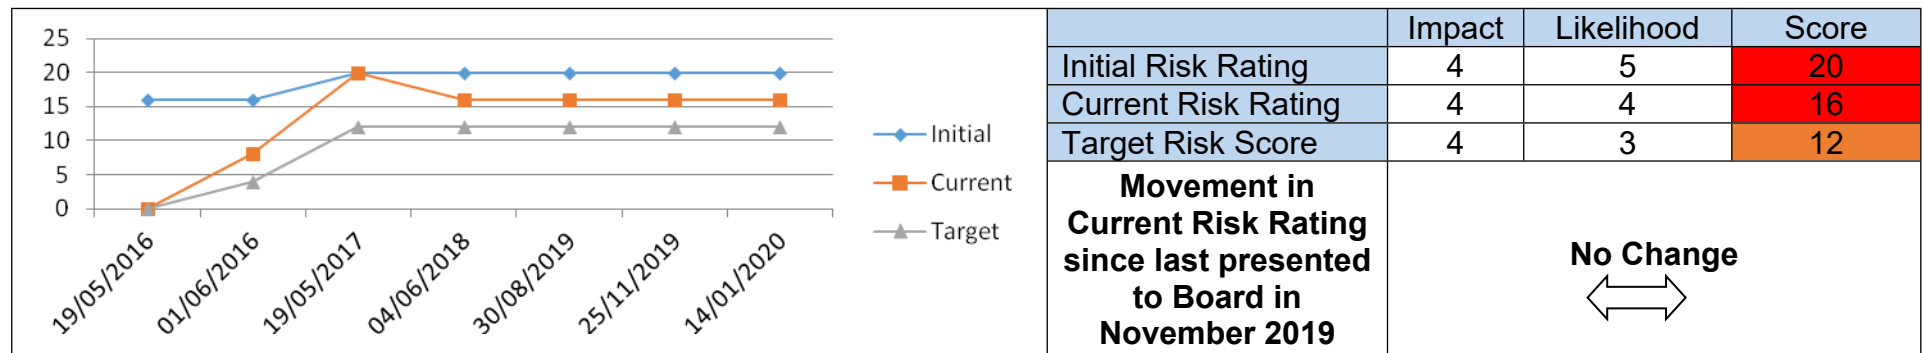 25
20
15
10
5
0
19/05/2016
01/06/2016
19/05/2017
04/06/2018
30/08/2019
25/11/2019
14/01/2020
Initial
Current
Target
Impact Likelihood Score
Initial Risk Rating 4 5 20
Current Risk Rating 4 4 16
Target Risk Score 4 3 12
Movement in
Current Risk Rating
since last presented
to Board in
November 2019
No Change